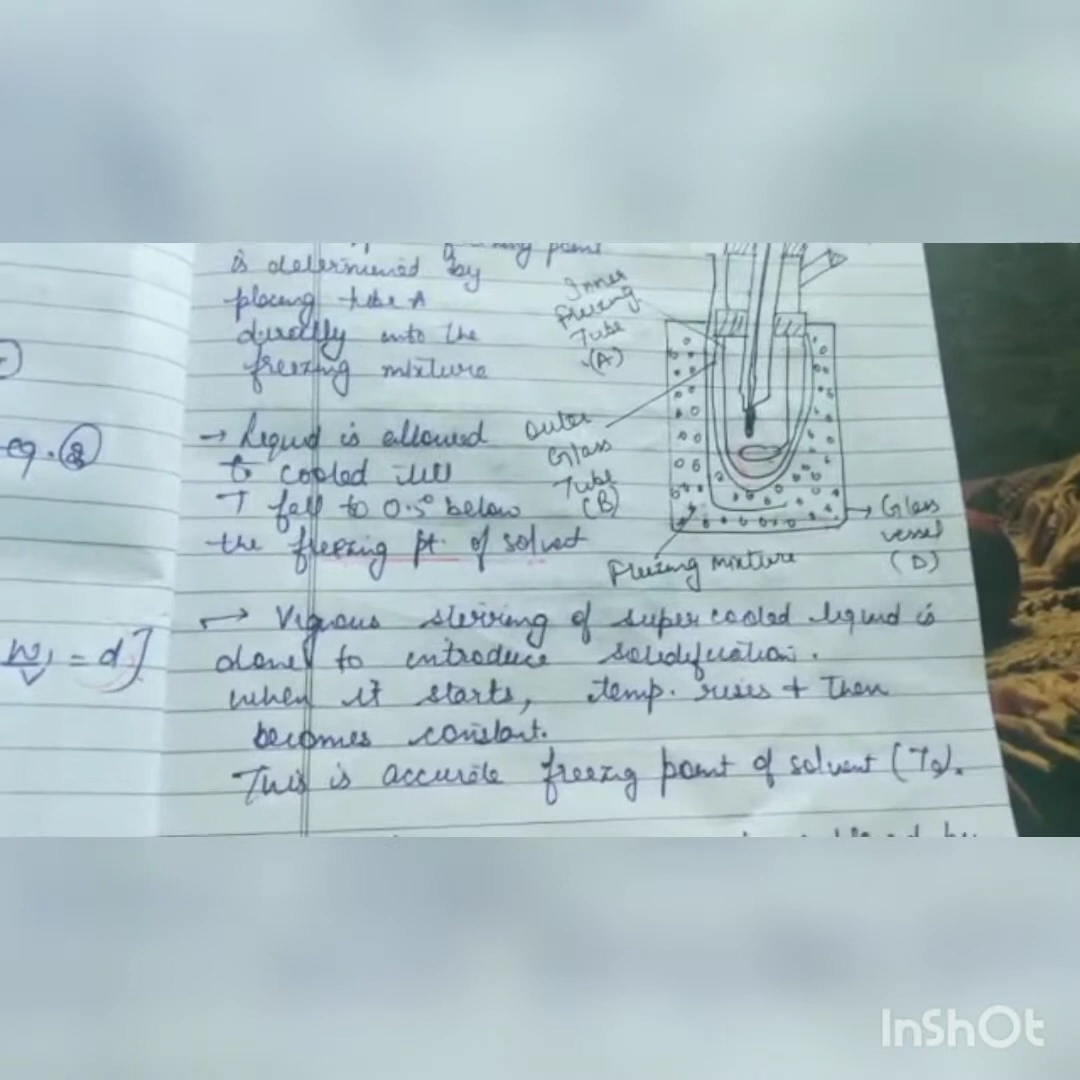 point
is determined by
placing tube A
directly into the
freezing mixture
→ Liquid is allowed
to cooled till
T fall to 0.5° below
the freezing pt. of solvent
Inner
Freezing
Tube
(A)
Outer
Glass
Tube
(B)
Freezing mixture
Glass
vessel
(D)
→ Vigrous stirring of super cooled liquid is
done to introduce solidification.
when it starts, temp. rises + then
becomes constant.
This is accurate freezing point of solvent
eq. 2
= d]
InShOt